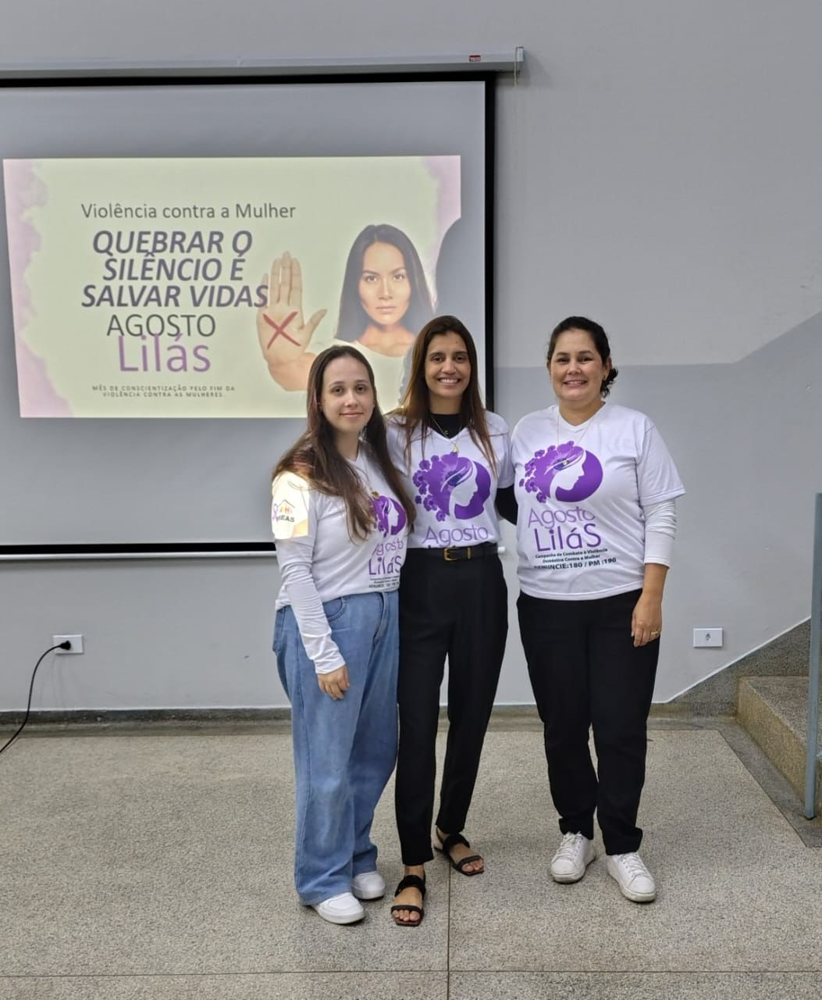 Violência contra a Mulher
QUEBRAR O
SILÊNCIO É
SALVAR VIDAS
AGOSTO
Lilás
MÊS DE CONSCIENTIZAÇÃO PELO FIM DA
VIOLÊNCIA CONTRA AS MULHERES.
Agosto
LiláS
Agosto
Agosto
LiláS
Campanha de Combate à Violência
Doméstica Contra a Mulher
DENUNCIE:180 / PM :190